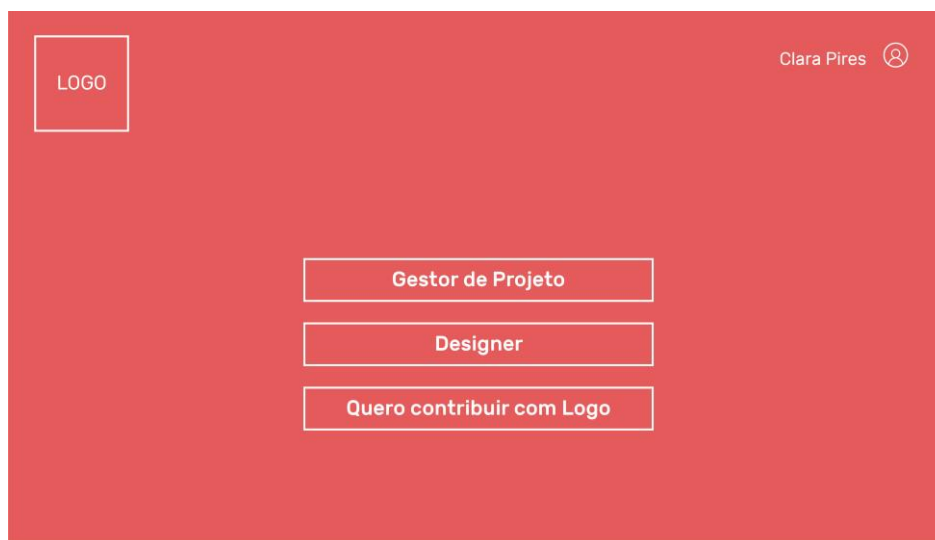 LOGO
Clara Pires
Gestor de Projeto
Designer
Quero contribuir com Logo